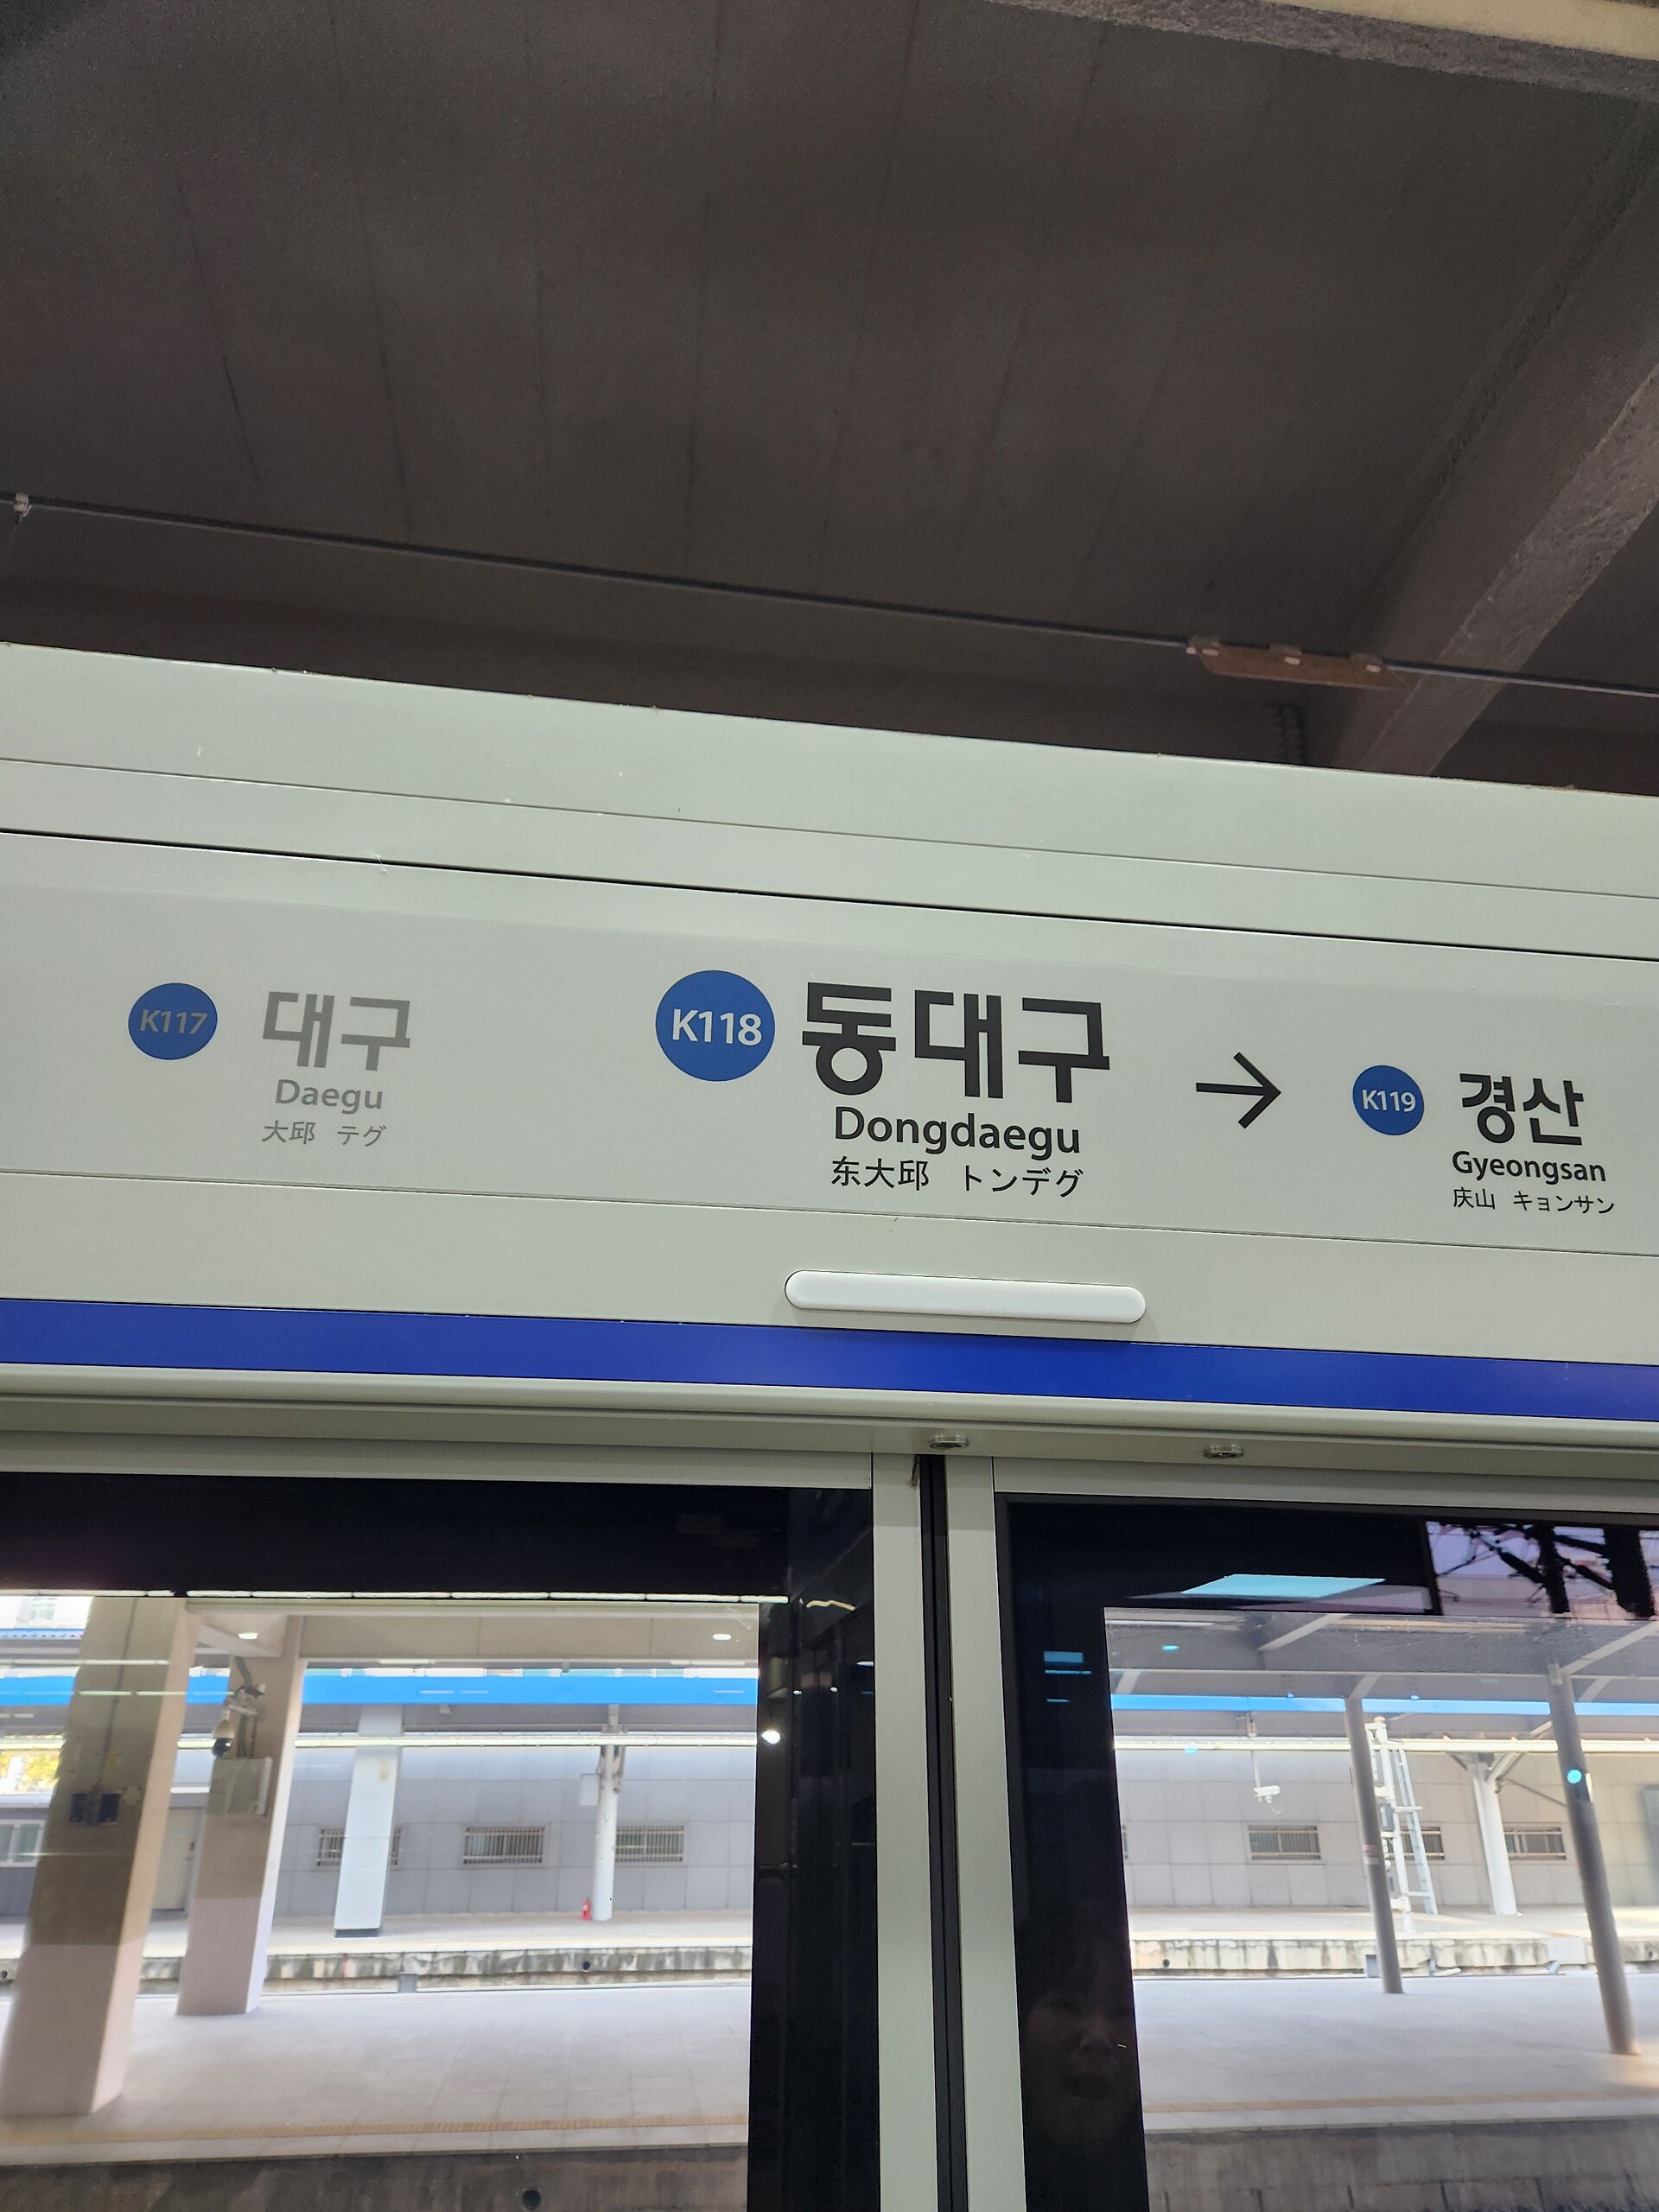 K117 대구
Daegu
大邱 テグ
K118 동대구
Dongdaegu
东大邱 トンデグ
→
K119 경산
Gyeongsan
庆山 キョンサン